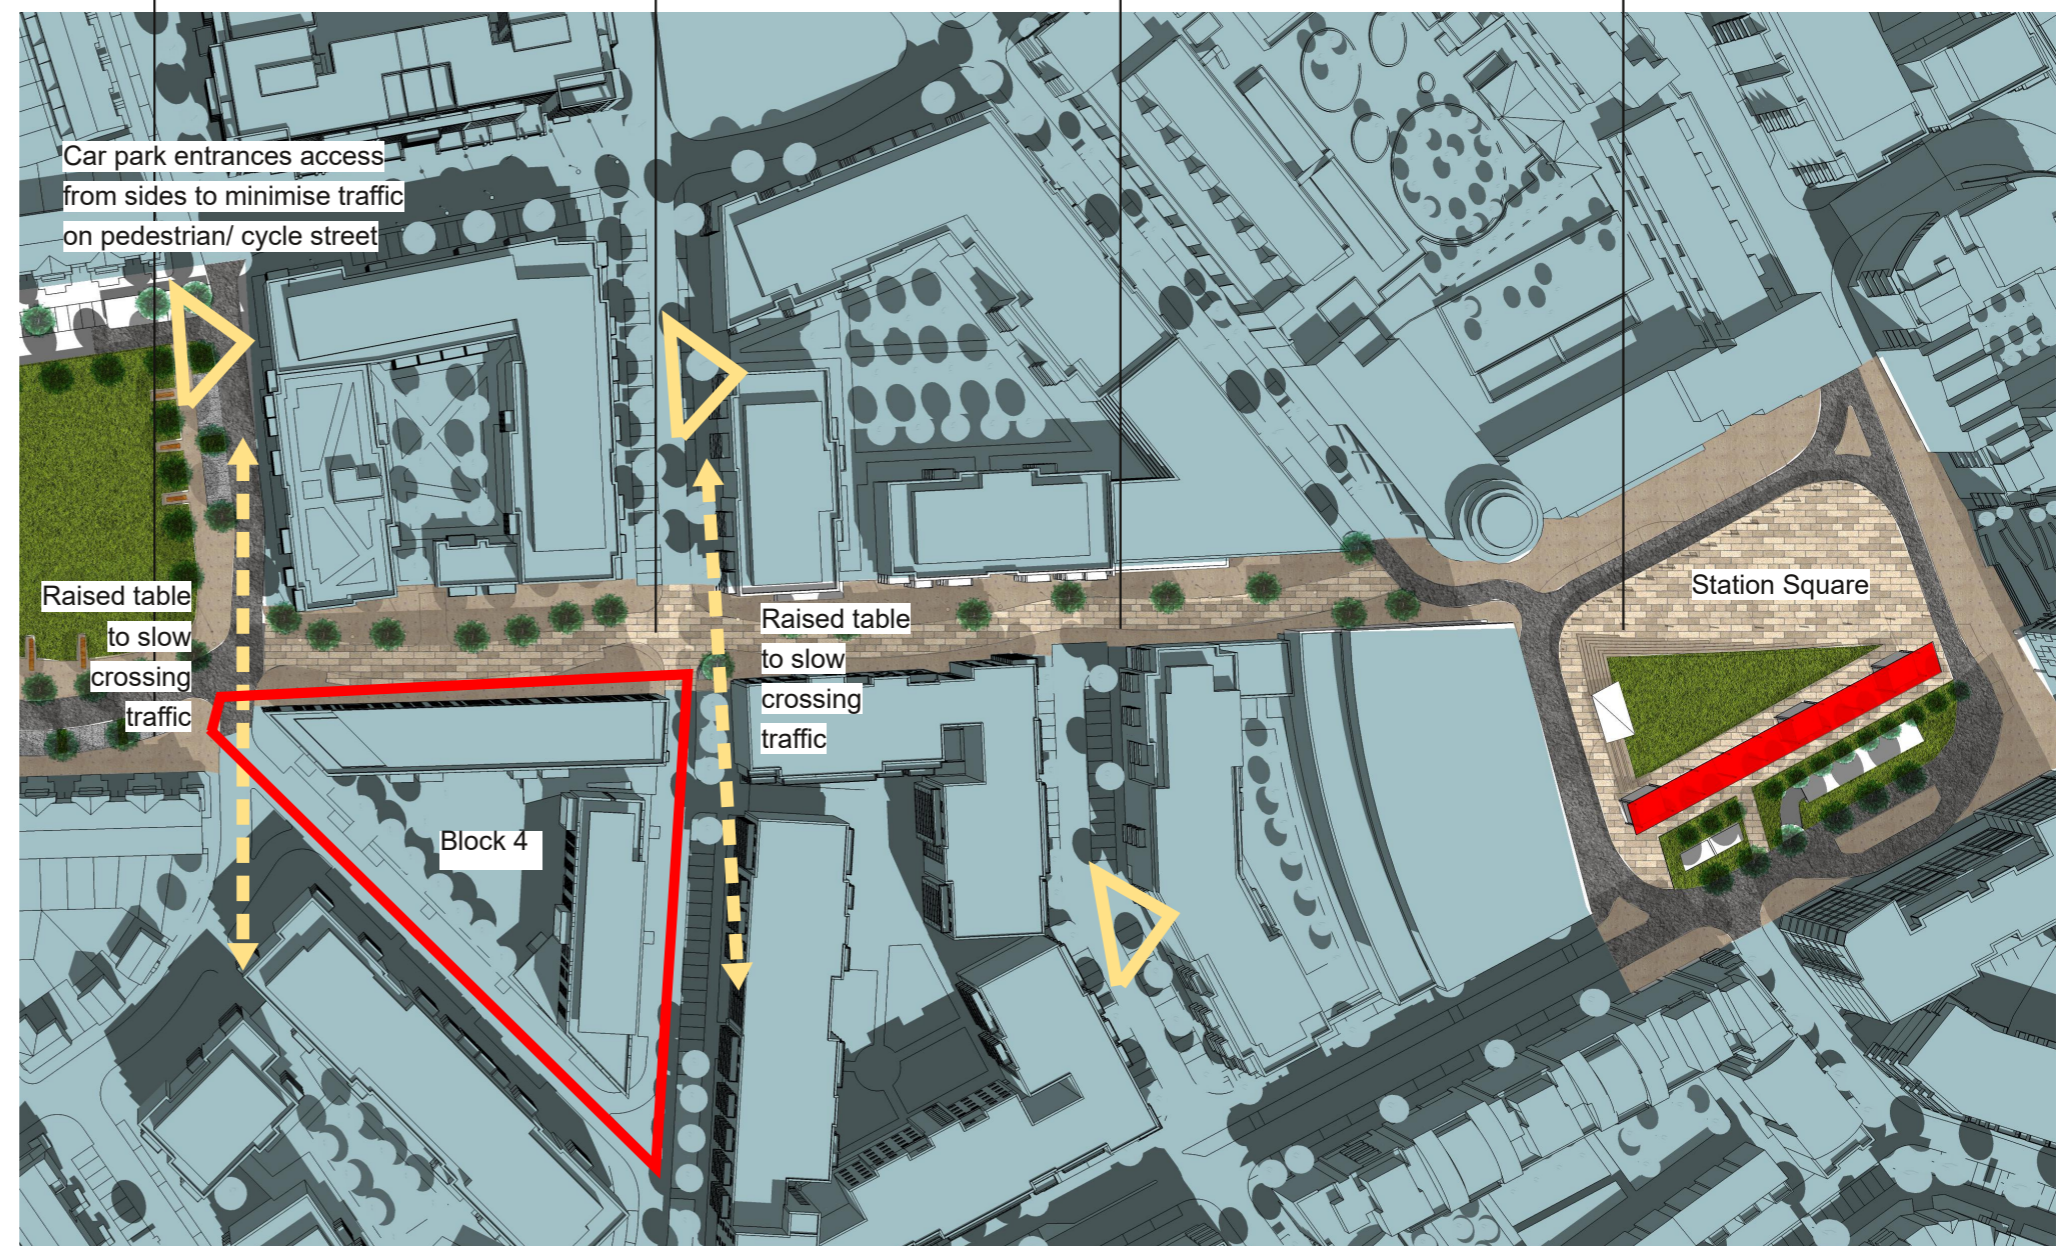 Car park entrances access
from sides to minimise traffic
on pedestrian/ cycle street
Raised table
to slow
crossing
traffic
Raised table
to slow
crossing
traffic
Station Square
Block 4